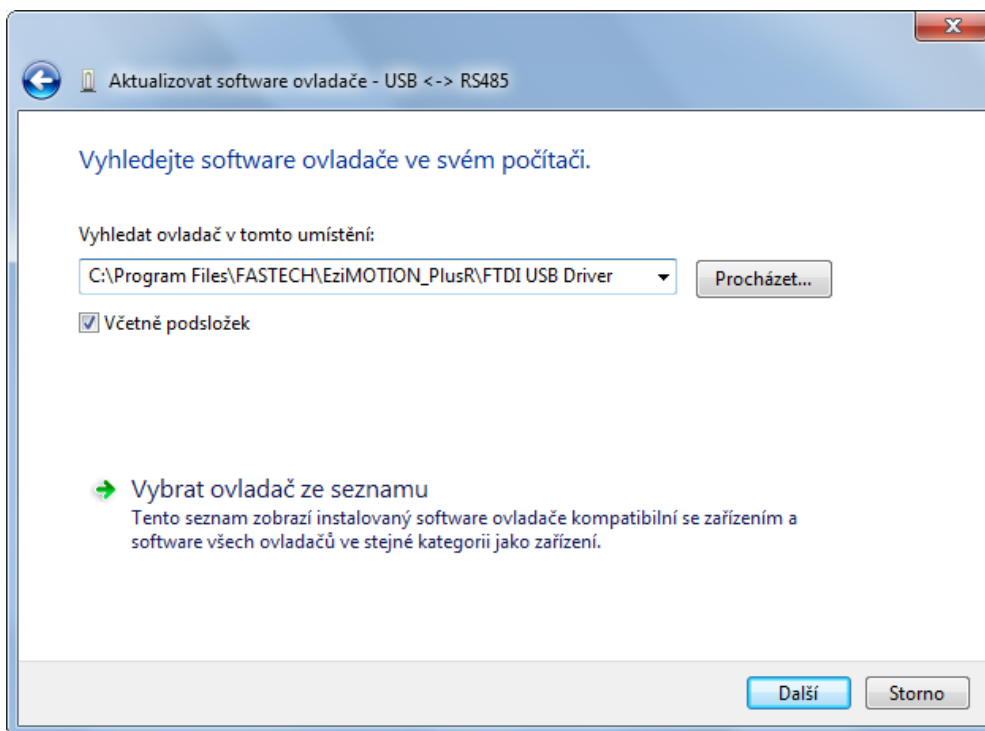 Aktualizovat software ovladače - USB <-> RS485
Vyhledejte software ovladače ve svém počítači.
Vyhledat ovladač v tomto umístění:
C:\Program Files\FASTECH\EziMOTION_PlusR\FTDI USB Driver
Procházet...
Včetně podsložek
Vybrat ovladač ze seznamu
Tento seznam zobrazí instalovaný software ovladače kompatibilní se zařízením a
software všech ovladačů ve stejné kategorii jako zařízení.
Další
Storno